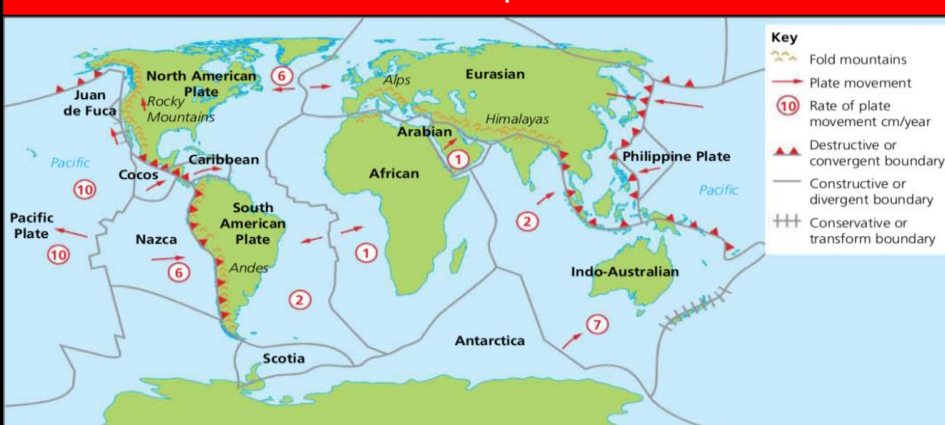 North American
Plate
6
Juan
de Fuca
Rocky
Mountains
Alps
Eurasian
Himalayas
Arabian
1
Pacific
10
Cocos
Caribbean
African
Philippine Plate
Pacific
Pacific
Plate
10
Nazca
6
South
American
Plate
Andes
2
1
2
Indo-Australian
7
Antarctica
Scotia
Key
Fold mountains
Plate movement
10
Rate of plate
movement cm/year
Destructive or
convergent boundary
Constructive or
divergent boundary
Conservative or
transform boundary